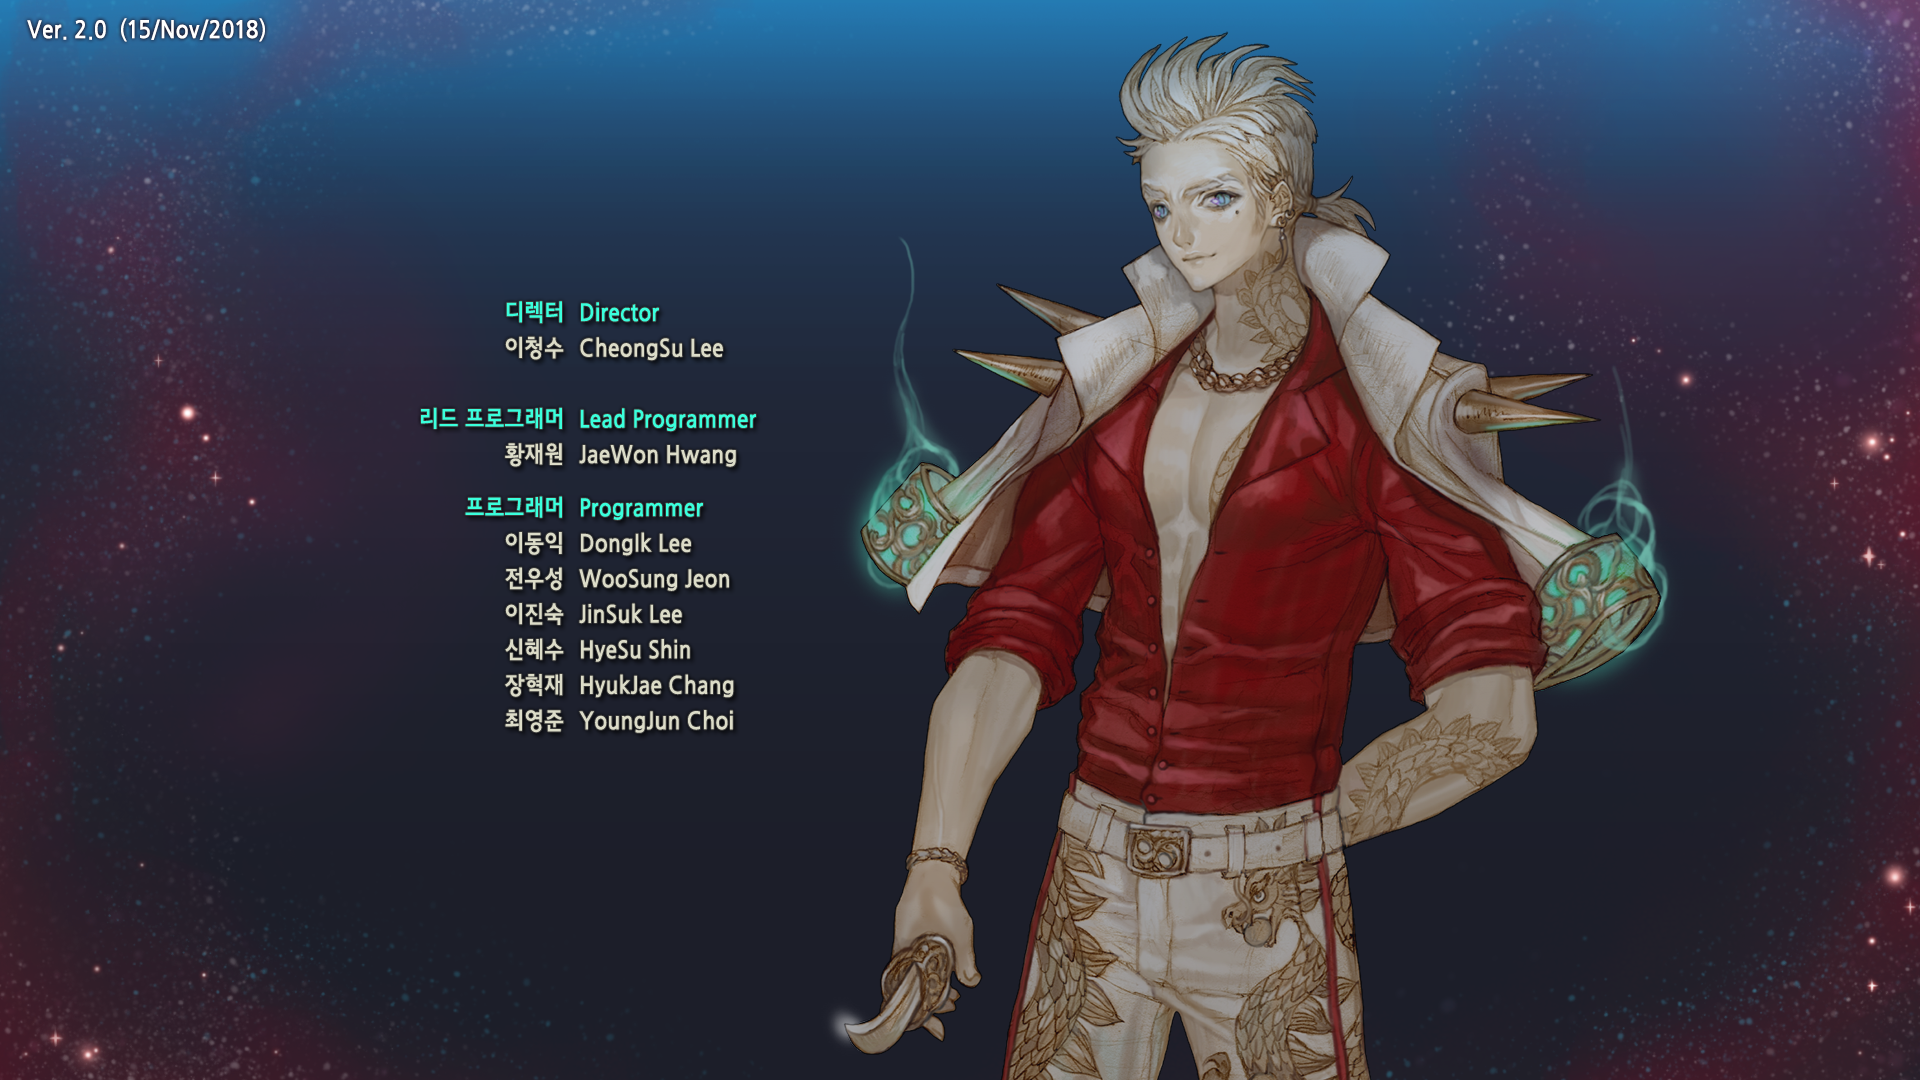 Ver. 2.0 (15/Nov/2018)
디렉터 Director
이청수 CheongSu Lee
리드 프로그래머 Lead Programmer
황재원 JaeWon Hwang
프로그래머 Programmer
이동익 DongIk Lee
전우성 WooSung Jeon
이진숙 JinSuk Lee
신혜수 HyeSu Shin
장혁재 HyukJae Chang
최영준 YoungJun Choi